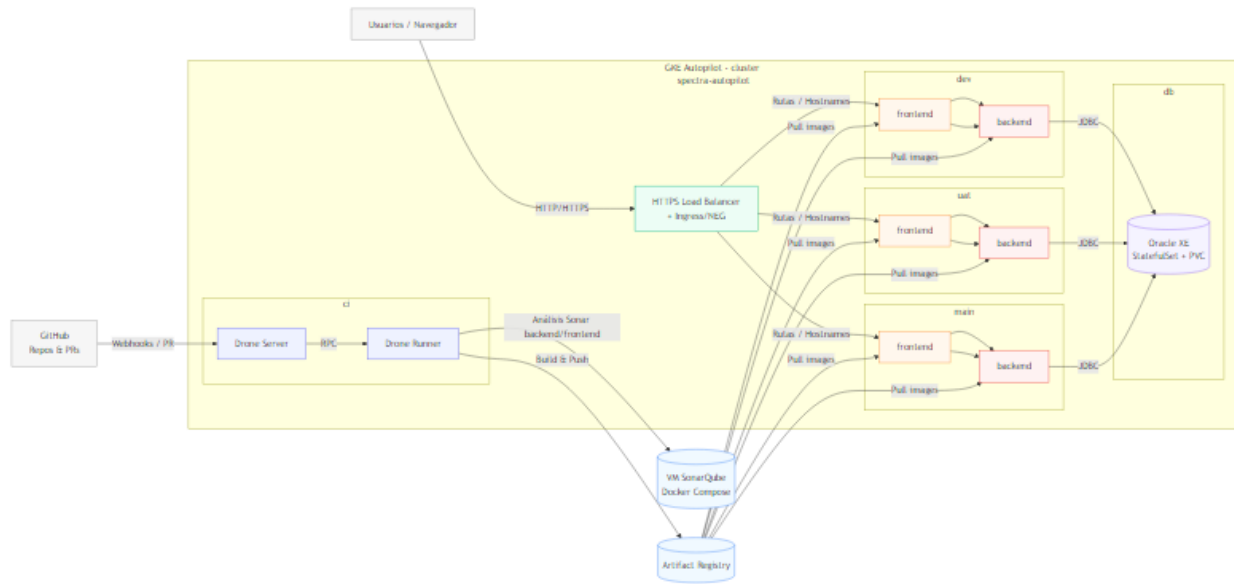 Usuarios / Navegador
GKE Autopilot - cluster
spectra-autopilot
dev
db
Rutas / Hostnames
frontend
Pull images
backend
JDBC
Pull images
uat
HTTPS Load Balancer
+ Ingress/NEG
HTTP/HTTPS
Rutas / Hostnames
frontend
Pull images
backend
JDBC
Oracle XE
StatefulSet + PVC
Pull images
ci
main
Análisis Sonar
backend/frontend
GitHub
Repos & PRs
Webhooks / PR
Drone Server
RPC
Drone Runner
Build & Push
Rutas / Hostnames
frontend
Pull images
backend
JDBC
Pull images
VM SonarQube
Docker Compose
Artifact Registry